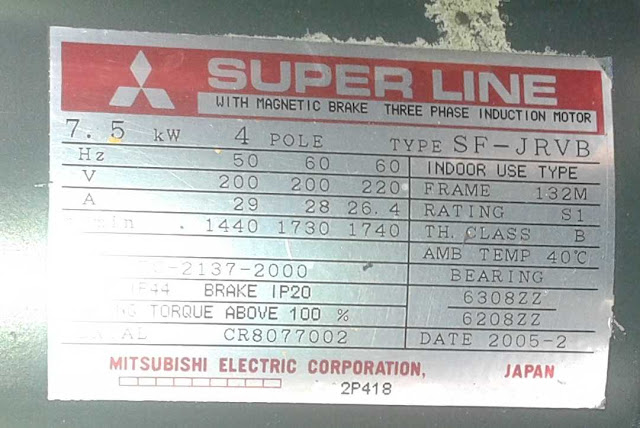 SUPER LINE
WITH MAGNETIC BRAKE THREE PHASE INDUCTION MOTOR
7.5 kW 4 POLE TYPE SF-JRVB
Hz 50 60 60 INDOOR USE TYPE
V 200 200 220 FRAME 132M
A 29 28 26.4 RATING S1
1440 1730 1740 TH. CLASS B
AMB TEMP 40℃
-2137-2000 BEARING
BRAKE IP20 6308ZZ
TORQUE ABOVE 100 % 6208ZZ
CR8077002 DATE 2005-2
MITSUBISHI ELECTRIC CORPORATION, JAPAN
2P418